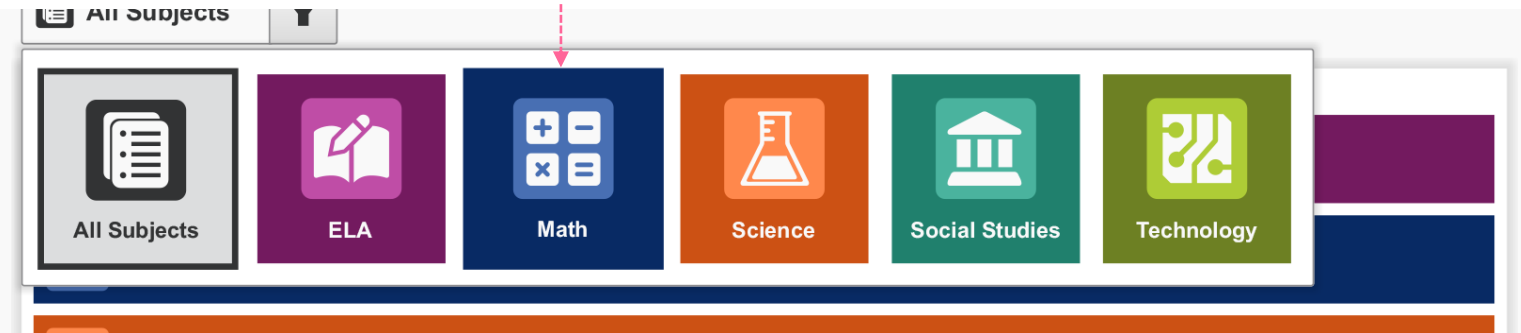 All Subjects
All Subjects
ELA
Math
Science
Social Studies
Technology